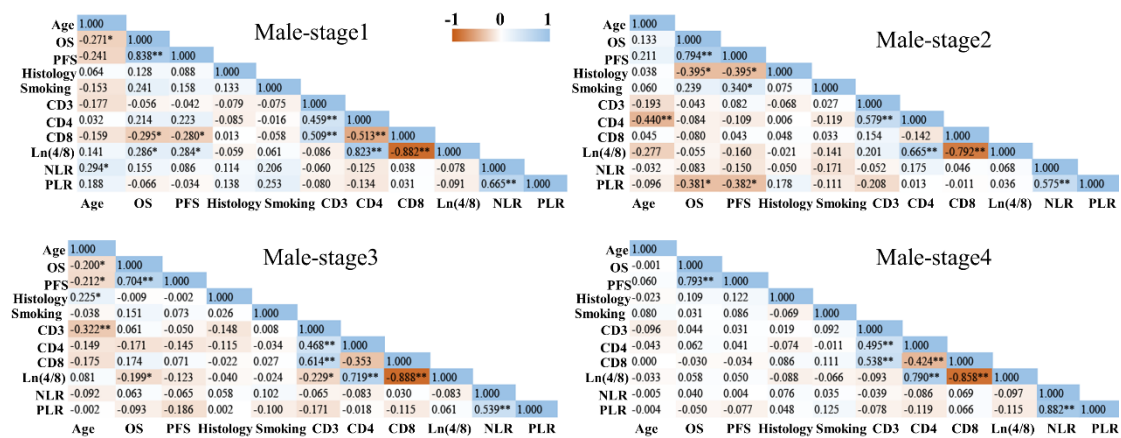 Male-stage1
-1 0 1
Age 1.000
OS -0.271* 1.000
PFS -0.241 0.838** 1.000
Histology 0.064 0.128 0.088 1.000
Smoking -0.153 0.241 0.158 0.133 1.000
CD3 -0.177 -0.056 -0.042 -0.079 -0.075 1.000
CD4 0.032 0.214 0.223 -0.085 -0.016 0.459** 1.000
CD8 -0.159 -0.295* -0.280* 0.013 -0.058 0.509** -0.513** 1.000
Ln(4/8) 0.141 0.286* 0.284* -0.059 0.061 -0.086 0.823** -0.882** 1.000
NLR 0.294* 0.155 0.086 0.114 0.206 -0.060 -0.125 0.038 -0.078 1.000
PLR 0.188 -0.066 -0.034 0.138 0.253 -0.080 -0.134 0.031 -0.091 0.665** 1.000
Age OS PFS Histology Smoking CD3 CD4 CD8 Ln(4/8) NLR PLR
Male-stage2
Age 1.000
OS 0.133 1.000
PFS 0.211 0.794** 1.000
Histology 0.038 -0.395* -0.395* 1.000
Smoking 0.060 0.239 0.340* 0.075 1.000
CD3 -0.193 -0.043 0.082 -0.068 0.027 1.000
CD4 -0.440** -0.084 -0.109 0.006 -0.119 0.579** 1.000
CD8 0.045 -0.080 0.043 0.048 0.033 0.154 -0.142 1.000
Ln(4/8) -0.277 -0.055 -0.160 -0.021 -0.141 0.201 0.665** -0.792** 1.000
NLR -0.032 -0.083 -0.150 -0.050 -0.171 -0.052 0.175 0.046 0.068 1.000
PLR -0.096 -0.381* -0.382* 0.178 -0.111 -0.208 0.013 -0.011 0.036 0.575** 1.000
Age OS PFS Histology Smoking CD3 CD4 CD8 Ln(4/8) NLR PLR
Male-stage3
Age 1.000
OS -0.200* 1.000
PFS -0.212* 0.704** 1.000
Histology 0.225* -0.009 -0.002 1.000
Smoking -0.038 0.151 0.073 0.026 1.000
CD3 -0.322** 0.061 -0.050 -0.148 0.008 1.000
CD4 -0.149 -0.171 -0.145 -0.115 -0.034 0.468** 1.000
CD8 -0.175 0.174 0.071 -0.022 0.027 0.614** -0.353 1.000
Ln(4/8) 0.081 -0.199* -0.123 -0.040 -0.024 -0.229* 0.719** -0.888** 1.000
NLR -0.092 0.063 -0.065 0.058 0.102 -0.065 -0.083 0.030 -0.083 1.000
PLR -0.002 -0.093 -0.186 0.002 -0.100 -0.171 -0.018 -0.115 0.061 0.539** 1.000
Age OS PFS Histology Smoking CD3 CD4 CD8 Ln(4/8) NLR PLR
Male-stage4
Age 1.000
OS -0.001 1.000
PFS 0.060 0.793** 1.000
Histology -0.023 0.109 0.122 1.000
Smoking 0.080 0.031 0.086 -0.069 1.000
CD3 -0.096 0.044 0.031 0.019 0.092 1.000
CD4 -0.043 0.062 0.041 -0.074 -0.011 0.495** 1.000
CD8 0.000 -0.030 -0.034 0.086 0.111 0.538** -0.424** 1.000
Ln(4/8) -0.033 0.058 0.050 -0.088 -0.066 -0.093 0.790** -0.858** 1.000
NLR -0.005 0.040 0.004 0.076 0.035 -0.039 -0.086 0.069 -0.097 1.000
PLR -0.004 -0.050 -0.077 0.048 0.125 -0.078 -0.119 0.066 -0.115 0.882** 1.000
Age OS PFS Histology Smoking CD3 CD4 CD8 Ln(4/8) NLR PLR